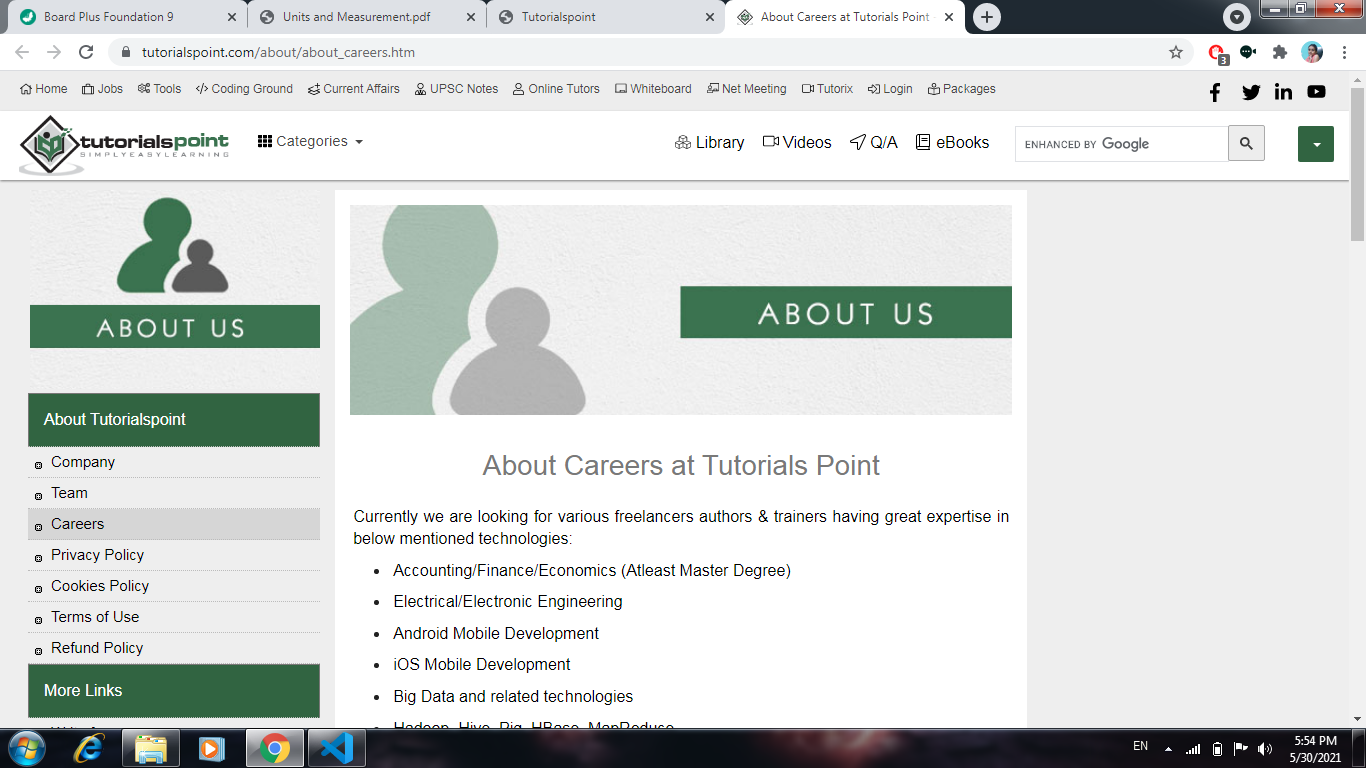 Board Plus Foundation 9
Units and Measurement.pdf
Tutorialspoint
About Careers at Tutorials Point
tutorialspoint.com/about/about_careers.htm
3
Home Jobs Tools Coding Ground Current Affairs UPSC Notes Online Tutors Whiteboard Net Meeting Tutorix Login Packages
tutorialspoint
SIMPLYEASYLEARNING
Categories
Library Videos Q/A eBooks
ENHANCED BY Google
ABOUT US
ABOUT US
About Tutorialspoint
Company
Team
Careers
Privacy Policy
Cookies Policy
Terms of Use
Refund Policy
More Links
About Careers at Tutorials Point
Currently we are looking for various freelancers authors & trainers having great expertise in
below mentioned technologies:
Accounting/Finance/Economics (Atleast Master Degree)
Electrical/Electronic Engineering
Android Mobile Development
iOS Mobile Development
Big Data and related technologies
Hadoop, Hive, Pig, HBase, MapReduce
EN
5:54 PM
5/30/2021